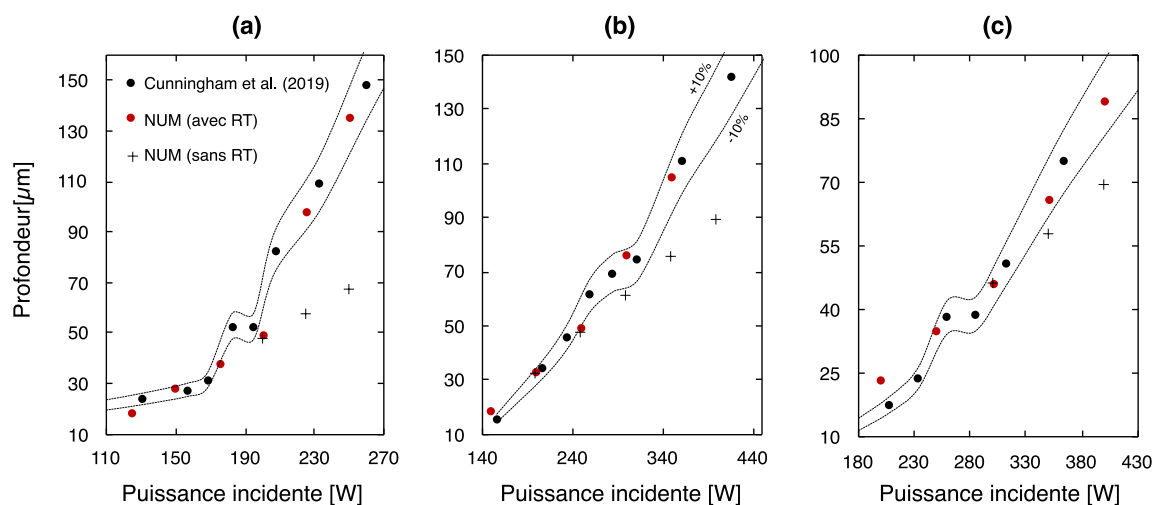 (a)
(b)
(c)
150
130
110
90
70
50
30
10
Profondeur[µm]
Cunningham et al. (2019)
NUM (avec RT)
NUM (sans RT)
110 150 190 230 270
Puissance incidente [W]
150
130
110
90
70
50
30
10
+10%
-10%
140 240 340 440
Puissance incidente [W]
100
85
70
55
40
25
10
180 230 280 330 380 430
Puissance incidente [W]